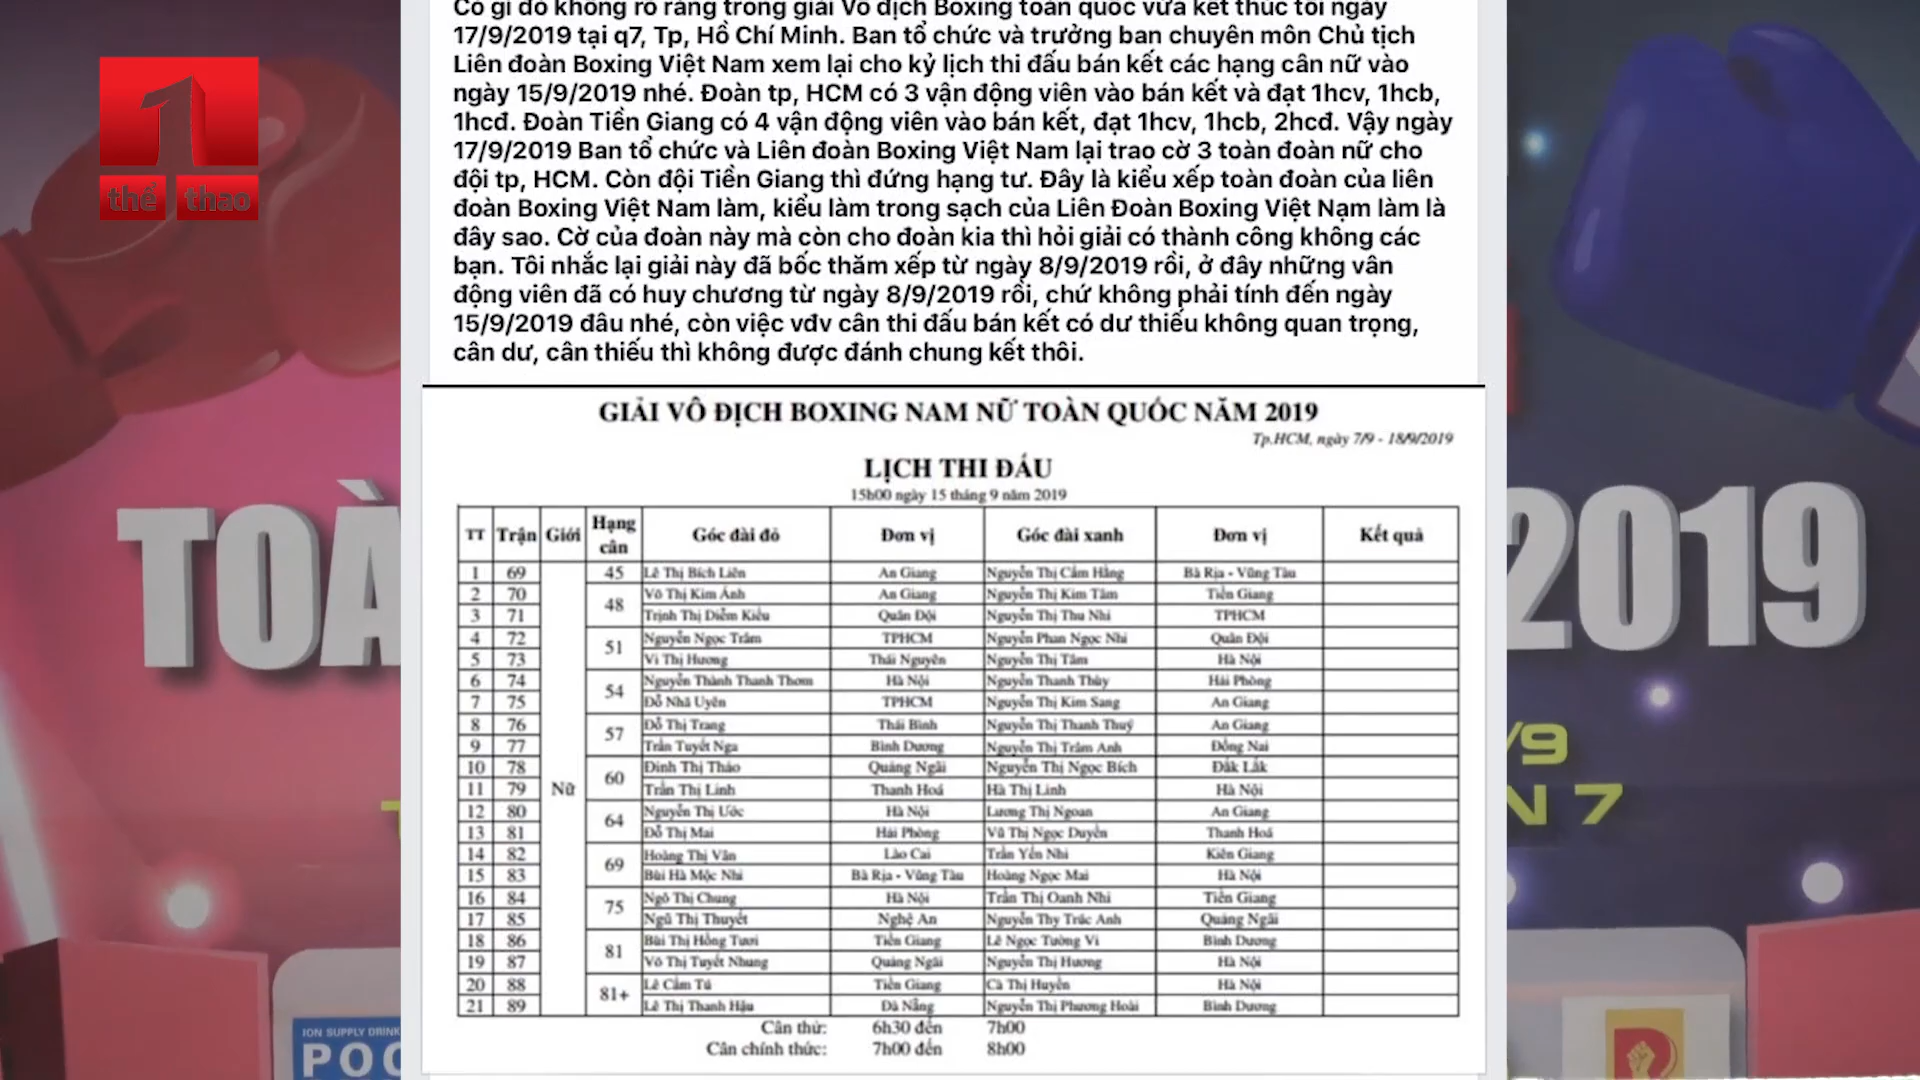 Có gì đó không rõ ràng trong giải Vô địch Boxing toàn quốc vừa kết thúc tối ngày
17/9/2019 tại q7, Tp, Hồ Chí Minh. Ban tổ chức và trưởng ban chuyên môn Chủ tịch
Liên đoàn Boxing Việt Nam xem lại cho kỷ lịch thi đấu bán kết các hạng cân nữ vào
ngày 15/9/2019 nhé. Đoàn tp, HCM có 3 vận động viên vào bán kết và đạt 1hcv, 1hcb,
1hcđ. Đoàn Tiền Giang có 4 vận động viên vào bán kết, đạt 1hcv, 1hcb, 2hcđ. Vậy ngày
17/9/2019 Ban tổ chức và Liên đoàn Boxing Việt Nam lại trao cờ 3 toàn đoàn nữ cho
đội tp, HCM. Còn đội Tiền Giang thì đứng hạng tư. Đây là kiểu xếp toàn đoàn của liên
đoàn Boxing Việt Nam làm, kiểu làm trong sạch của Liên Đoàn Boxing Việt Nạm làm là
đây sao. Cờ của đoàn này mà còn cho đoàn kia thì hỏi giải có thành công không các
bạn. Tôi nhắc lại giải này đã bốc thăm xếp từ ngày 8/9/2019 rồi, ở đây những vân
động viên đã có huy chương từ ngày 8/9/2019 rồi, chứ không phải tính đến ngày
15/9/2019 đâu nhé, còn việc vđv cân thi đấu bán kết có dư thiếu không quan trọng,
cân dư, cân thiếu thì không được đánh chung kết thôi.
1
thể thao
GIẢI VÔ ĐỊCH BOXING NAM NỮ TOÀN QUỐC NĂM 2019
Tp.HCM, ngày 7/9 - 18/9/2019
LỊCH THI ĐẤU
15h00 ngày 15 tháng 9 năm 2019
TT Trận Giới Hạng cân Góc đài đỏ Đơn vị Góc đài xanh Đơn vị Kết quả
1 69 Nữ 45 Lê Thị Bích Liên An Giang Nguyễn Thị Cẩm Hằng Bà Rịa - Vũng Tàu
2 70 48 Võ Thị Kim Ánh An Giang Nguyễn Thị Kim Tâm Tiền Giang
3 71 Trịnh Thị Diễm Kiều Quân Đội Nguyễn Thị Thu Nhi TPHCM
4 72 51 Nguyễn Ngọc Trâm TPHCM Nguyễn Phan Ngọc Nhi Quân Đội
5 73 Vi Thị Hương Thái Nguyên Nguyễn Thị Tâm Hà Nội
6 74 54 Nguyễn Thành Thanh Thơm Hà Nội Nguyễn Thanh Thùy Hải Phòng
7 75 Đỗ Nhã Uyên TPHCM Nguyễn Thị Kim Sang An Giang
8 76 57 Đỗ Thị Trang Thái Bình Nguyễn Thị Thanh Thuý An Giang
9 77 Trần Tuyết Nga Bình Dương Nguyễn Thị Trâm Anh Đồng Nai
10 78 60 Đinh Thị Thảo Quảng Ngãi Nguyễn Thị Ngọc Bích Đắk Lắk
11 79 Trần Thị Linh Thanh Hoá Hà Thị Linh Hà Nội
12 80 64 Nguyễn Thị Ước Hà Nội Lương Thị Ngoan An Giang
13 81 Đỗ Thị Mai Hải Phòng Vũ Thị Ngọc Duyên Thanh Hoá
14 82 69 Hoàng Thị Vân Lào Cai Trần Yến Nhi Kiên Giang
15 83 Bùi Hà Mộc Nhi Bà Rịa - Vũng Tàu Hoàng Ngọc Mai Hà Nội
16 84 75 Ngô Thị Chung Hà Nội Trần Thị Oanh Nhi Tiền Giang
17 85 Ngũ Thị Thuyết Nghệ An Nguyễn Thy Trúc Anh Quảng Ngãi
18 86 81 Bùi Thị Hồng Tươi Tiền Giang Lê Ngọc Tường Vi Bình Dương
19 87 Võ Thị Tuyết Nhung Quảng Ngãi Nguyễn Thị Hương Hà Nội
20 88 81+ Lê Cẩm Tú Tiền Giang Cà Thị Huyền Hà Nội
21 89 Lê Thị Thanh Hậu Đà Nẵng Nguyễn Thị Phương Hoài Bình Dương
Cân thử: 6h30 đến 7h00
Cân chính thức: 7h00 đến 8h00
TOÀ
2019
/9
N 7
ION SUPPLY DRINK
POC